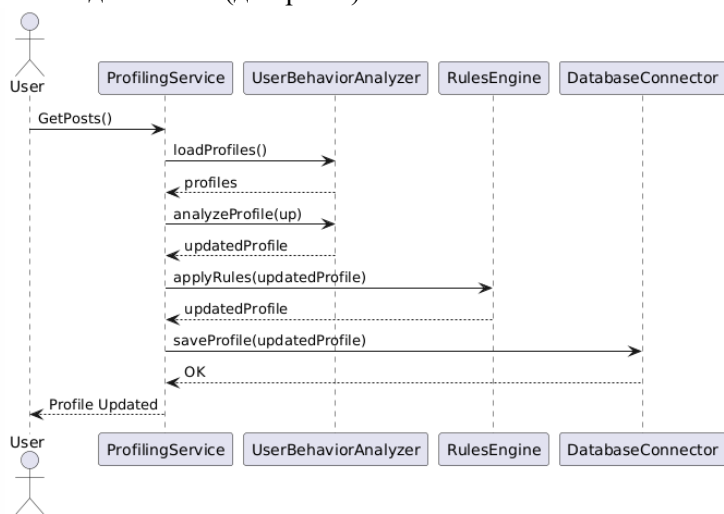 User
ProfilingService UserBehaviorAnalyzer RulesEngine DatabaseConnector
GetPosts()
loadProfiles()
profiles
analyzeProfile(up)
updatedProfile
applyRules(updatedProfile)
updatedProfile
saveProfile(updatedProfile)
OK
Profile Updated
User
ProfilingService UserBehaviorAnalyzer RulesEngine DatabaseConnector